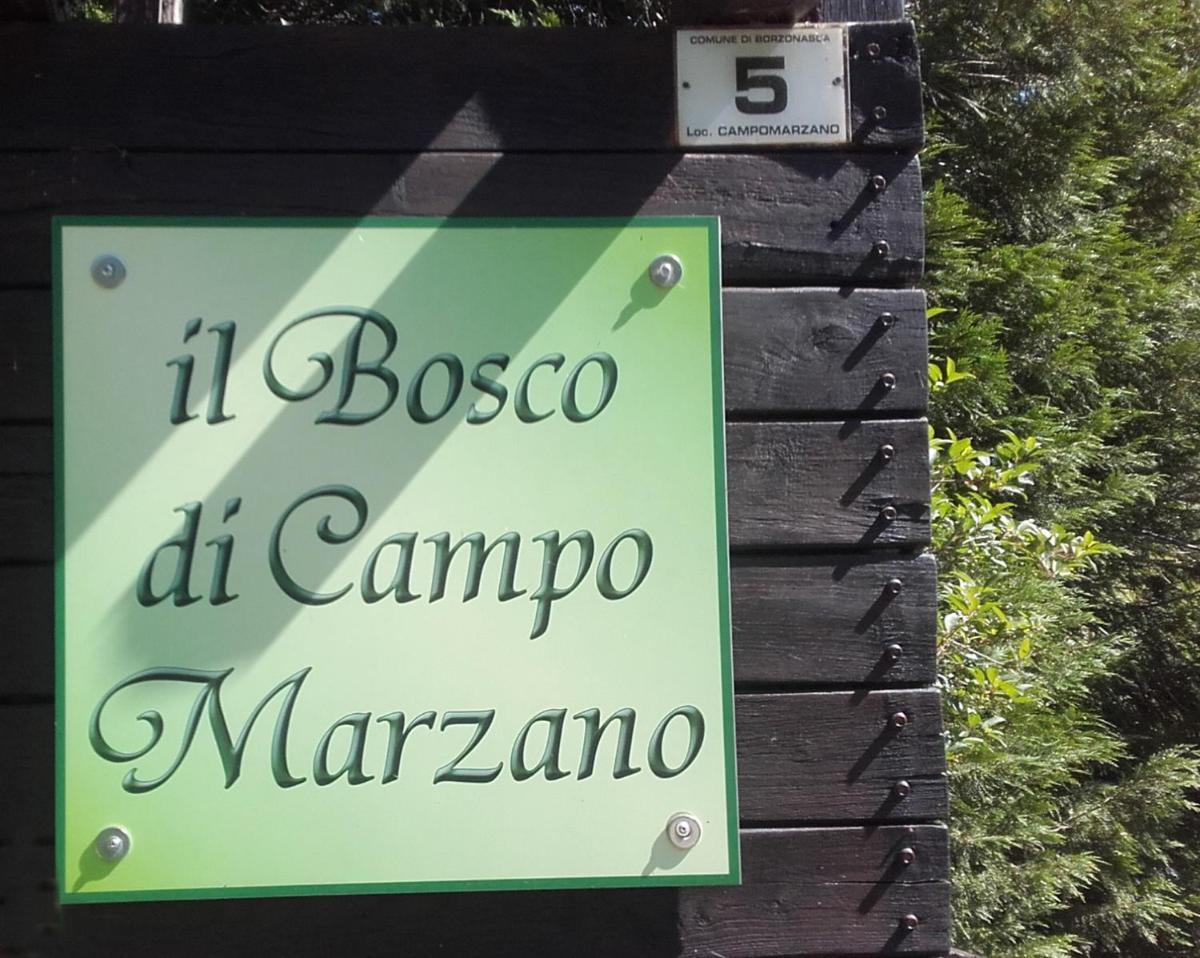 COMUNE DI BORZONASCA
5
Loc. CAMPOMARZANO
il Bosco
di Campo
Marzano